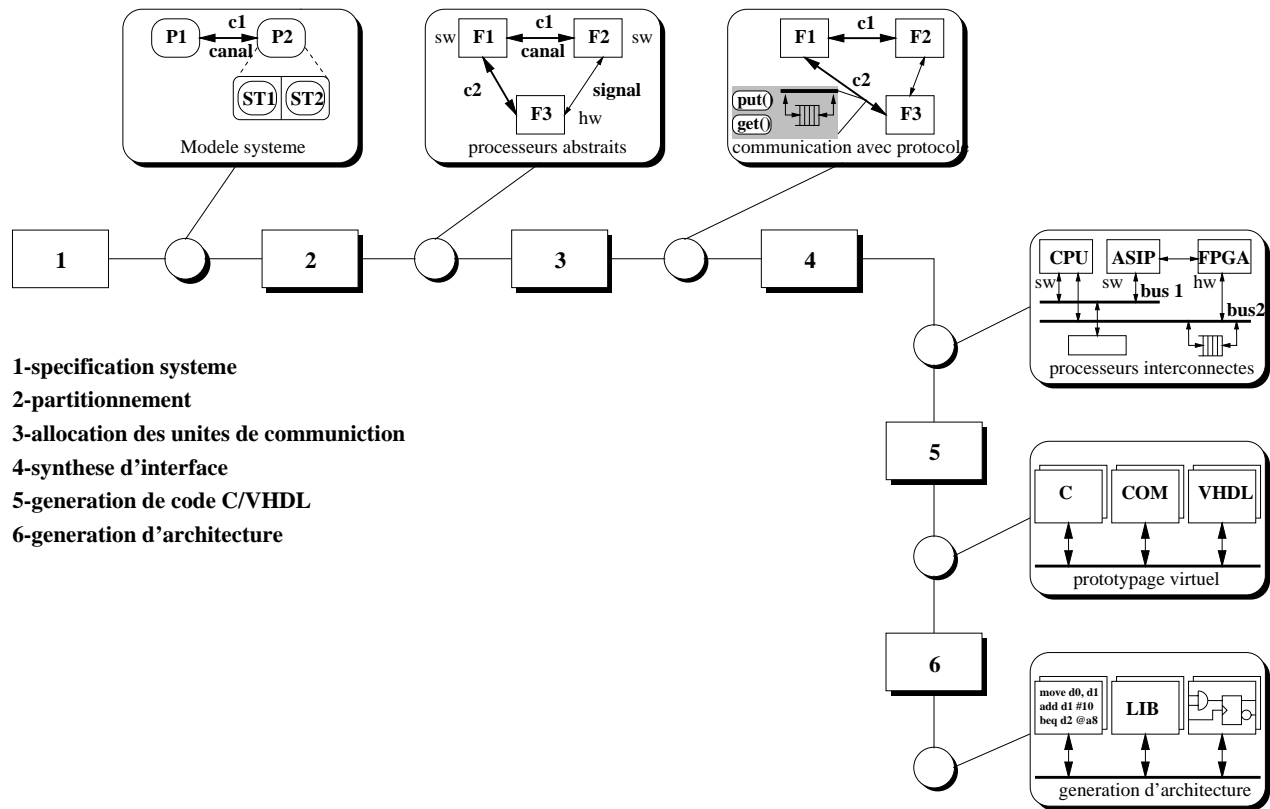 P1
c1
canal
P2
ST1
ST2
Modele systeme
sw
F1
c1
canal
F2
sw
c2
signal
F3
hw
processeurs abstraits
F1
c1
F2
c2
put()
get()
F3
communication avec protocole
1
2
3
4
CPU
ASIP
FPGA
sw
sw
hw
bus 1
bus2
processeurs interconnectes
1-specification systeme
2-partitionnement
3-allocation des unites de communiction
4-synthese d'interface
5-generation de code C/VHDL
6-generation d'architecture
5
C
COM
VHDL
prototypage virtuel
6
move d0, d1
add d1 #10
beq d2 @a8
LIB
generation d'architecture